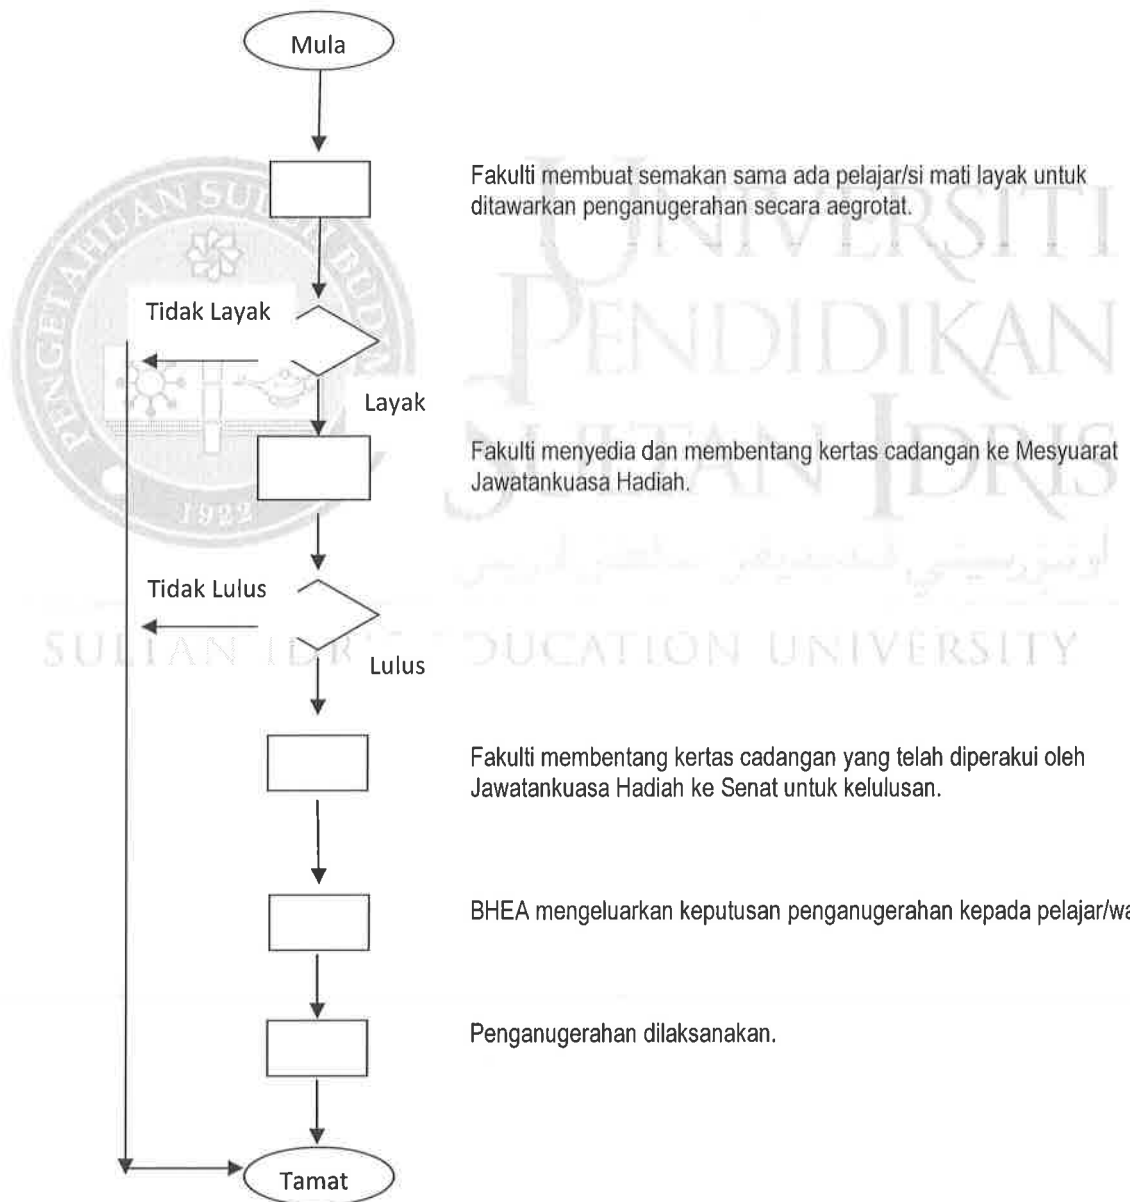 Mula
Fakulti membuat semakan sama ada pelajar/si mati layak untuk
ditawarkan penganugerahan secara aegrotat.
Tidak Layak
Layak
Fakulti menyedia dan membentang kertas cadangan ke Mesyuarat
Jawatankuasa Hadiah.
Tidak Lulus
Lulus
Fakulti membentang kertas cadangan yang telah diperakui oleh
Jawatankuasa Hadiah ke Senat untuk kelulusan.
BHEA mengeluarkan keputusan penganugerahan kepada pelajar/wa
Penganugerahan dilaksanakan.
Tamat
UNIVERSITI
PENDIDIKAN
SULTAN IDRIS
SULTAN IDRIS EDUCATION UNIVERSITY
1922